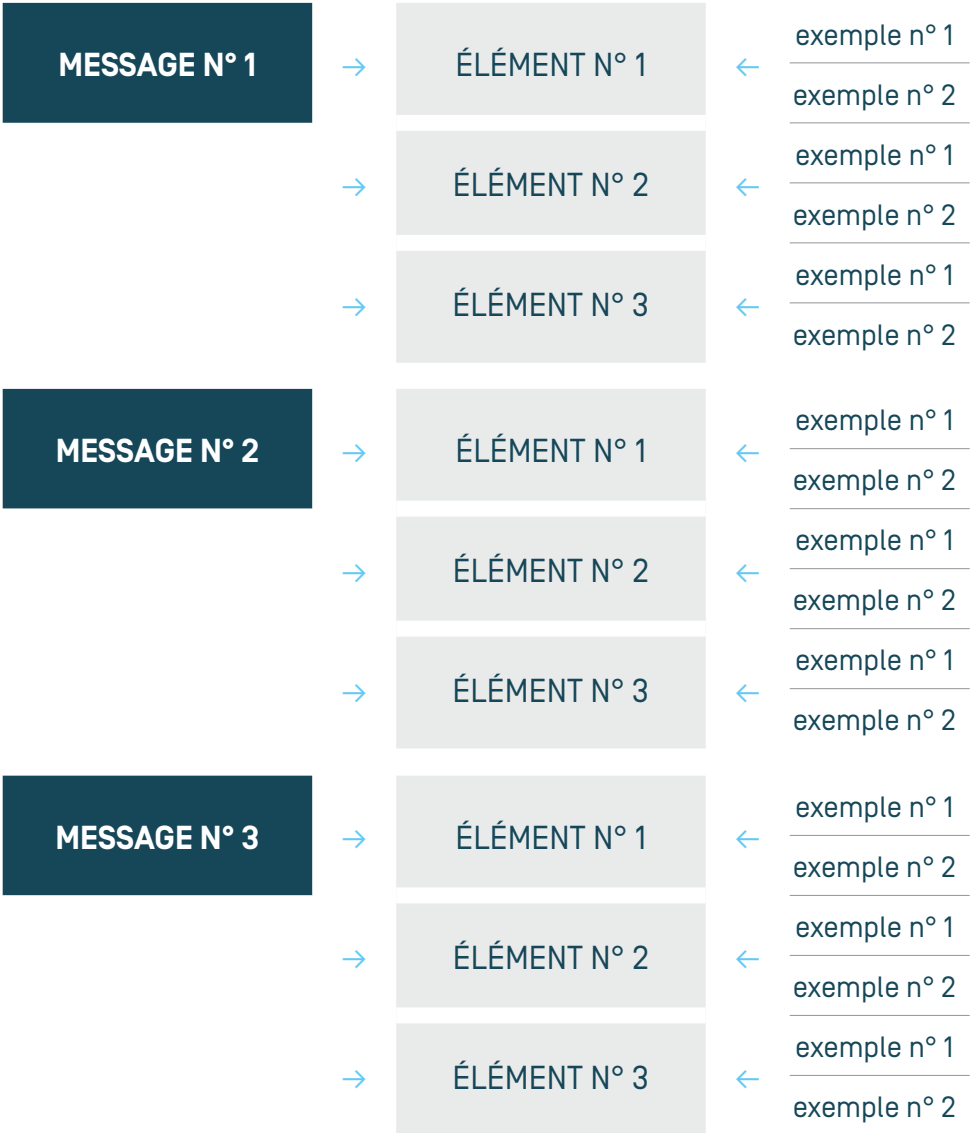 MESSAGE N° 1
→
ÉLÉMENT N° 1
←
exemple n° 1
exemple n° 2
→
ÉLÉMENT N° 2
←
exemple n° 1
exemple n° 2
→
ÉLÉMENT N° 3
←
exemple n° 1
exemple n° 2
MESSAGE N° 2
→
ÉLÉMENT N° 1
←
exemple n° 1
exemple n° 2
→
ÉLÉMENT N° 2
←
exemple n° 1
exemple n° 2
→
ÉLÉMENT N° 3
←
exemple n° 1
exemple n° 2
MESSAGE N° 3
→
ÉLÉMENT N° 1
←
exemple n° 1
exemple n° 2
→
ÉLÉMENT N° 2
←
exemple n° 1
exemple n° 2
→
ÉLÉMENT N° 3
←
exemple n° 1
exemple n° 2